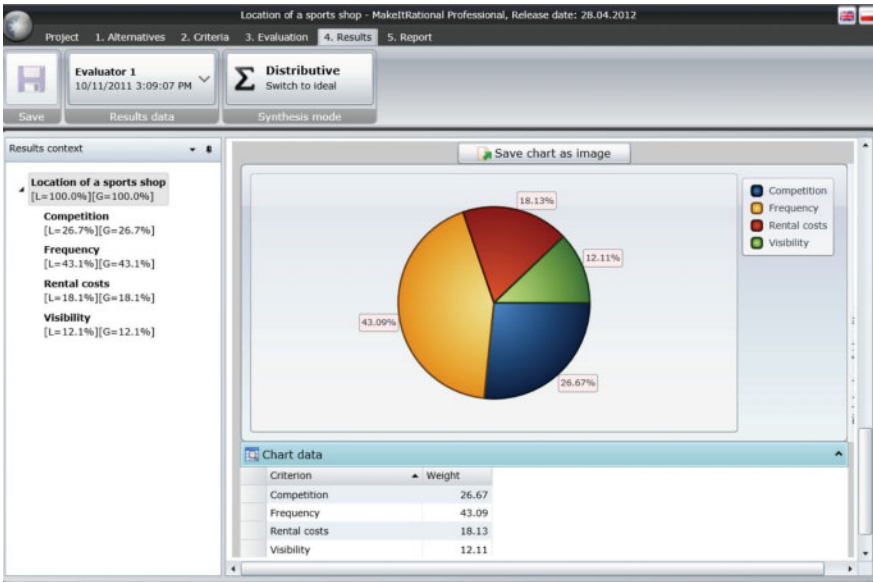 Location of a sports shop - MakeItRational Professional, Release date: 28.04.2012
Project 1. Alternatives 2. Criteria 3. Evaluation 4. Results 5. Report
Save
Evaluator 1
10/11/2011 3:09:07 PM
Results data
Σ Distributive
Switch to ideal
Synthesis mode
Results context
Location of a sports shop
[L=100.0%][G=100.0%]
Competition
[L=26.7%][G=26.7%]
Frequency
[L=43.1%][G=43.1%]
Rental costs
[L=18.1%][G=18.1%]
Visibility
[L=12.1%][G=12.1%]
Save chart as image
18.13%
12.11%
43.09%
26.67%
Competition
Frequency
Rental costs
Visibility
Chart data
Criterion Weight
Competition 26.67
Frequency 43.09
Rental costs 18.13
Visibility 12.11